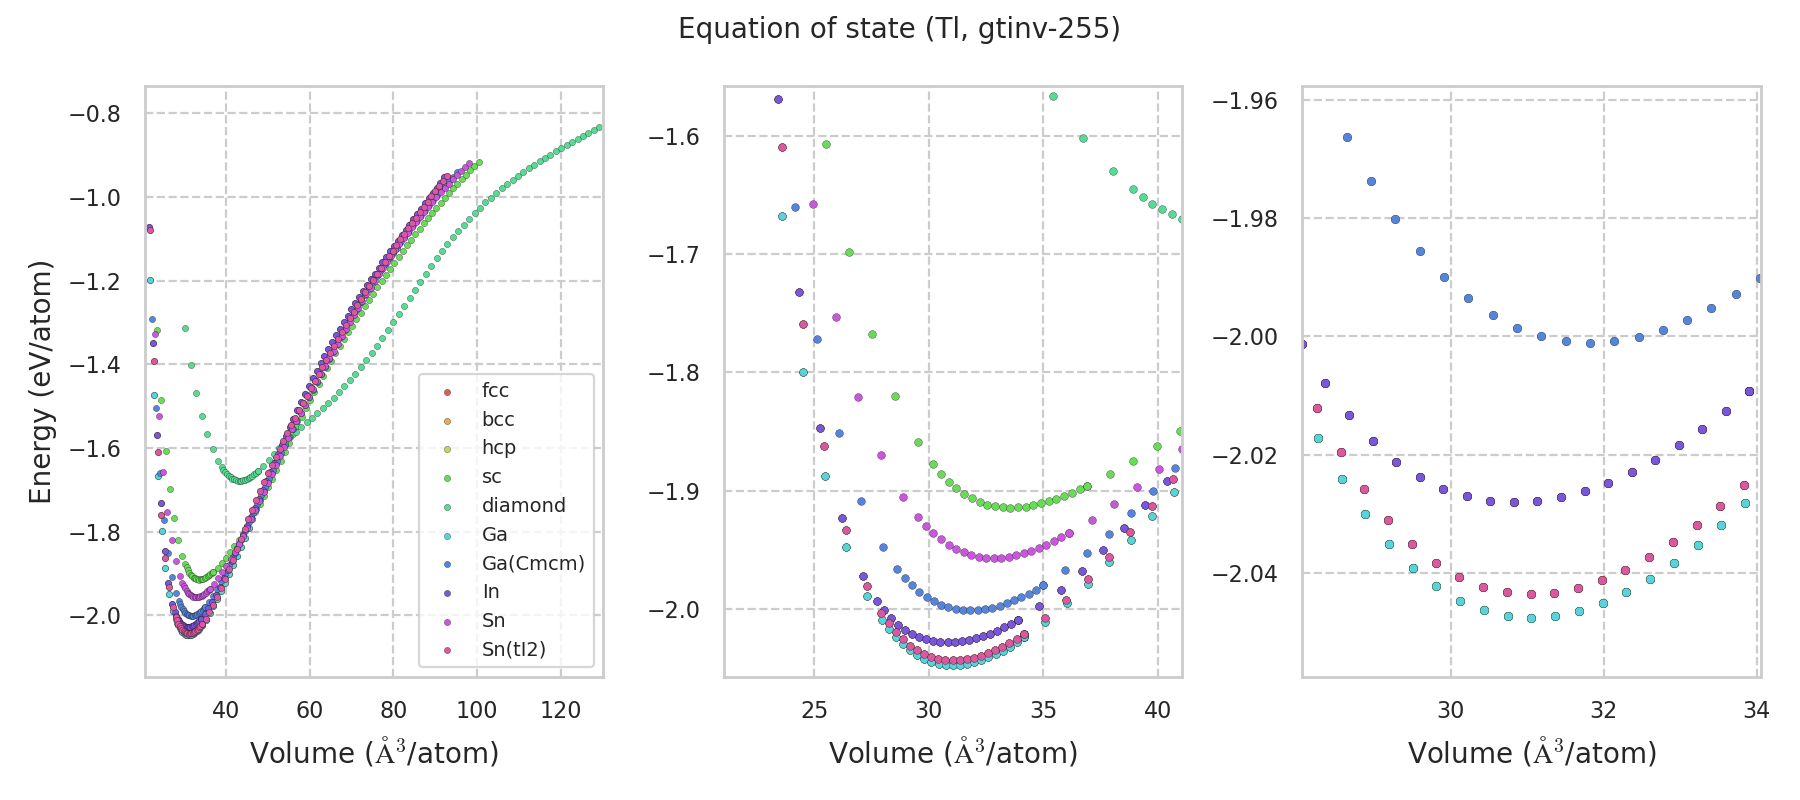 Equation of state (Tl, gtinv-255)
Energy (eV/atom)
−0.8
−1.0
−1.2
−1.4
−1.6
−1.8
−2.0
40
60
80
100
120
Volume (Å³/atom)
fcc
bcc
hcp
sc
diamond
Ga
Ga(Cmcm)
In
Sn
Sn(tI2)
−1.6
−1.7
−1.8
−1.9
−2.0
25
30
35
40
Volume (Å³/atom)
−1.96
−1.98
−2.00
−2.02
−2.04
30
32
34
Volume (Å³/atom)